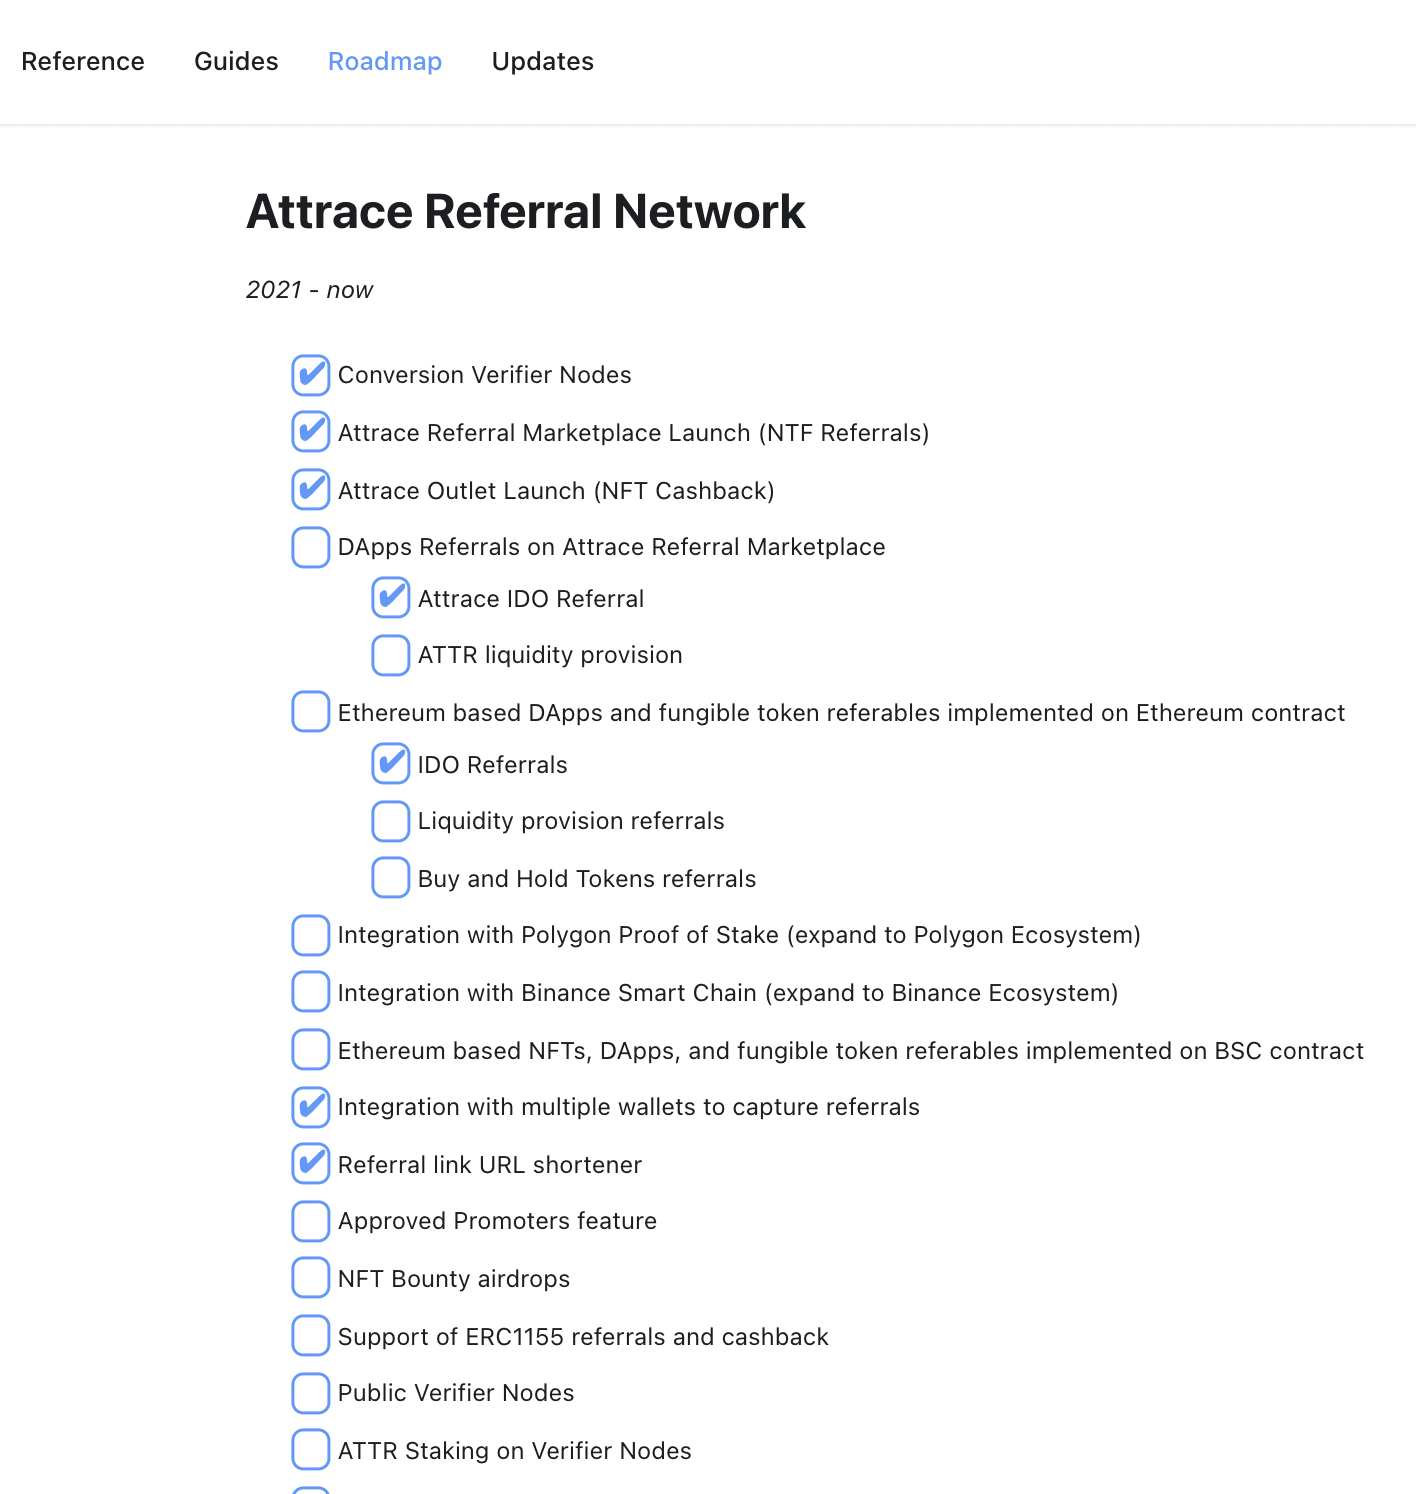 Reference Guides Roadmap Updates
Attrace Referral Network
2021 - now
Conversion Verifier Nodes
Attrace Referral Marketplace Launch (NTF Referrals)
Attrace Outlet Launch (NFT Cashback)
DApps Referrals on Attrace Referral Marketplace
Attrace IDO Referral
ATTR liquidity provision
Ethereum based DApps and fungible token referables implemented on Ethereum contract
IDO Referrals
Liquidity provision referrals
Buy and Hold Tokens referrals
Integration with Polygon Proof of Stake (expand to Polygon Ecosystem)
Integration with Binance Smart Chain (expand to Binance Ecosystem)
Ethereum based NFTs, DApps, and fungible token referables implemented on BSC contract
Integration with multiple wallets to capture referrals
Referral link URL shortener
Approved Promoters feature
NFT Bounty airdrops
Support of ERC1155 referrals and cashback
Public Verifier Nodes
ATTR Staking on Verifier Nodes